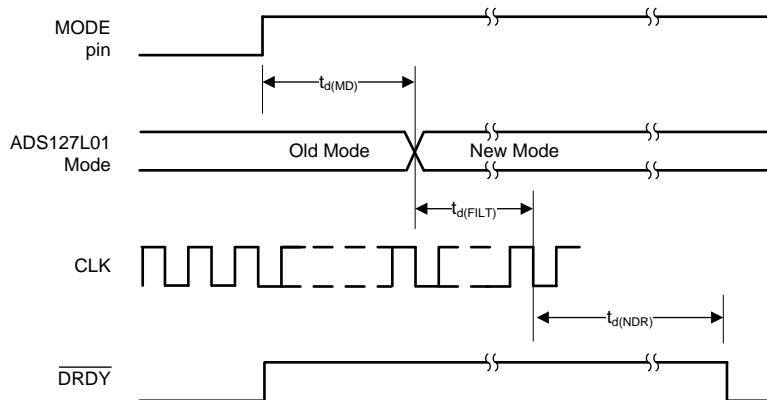 MODE
pin
t_d(MD)
ADS127L01
Mode
Old Mode
New Mode
t_d(FILT)
CLK
t_d(NDR)
DRDY